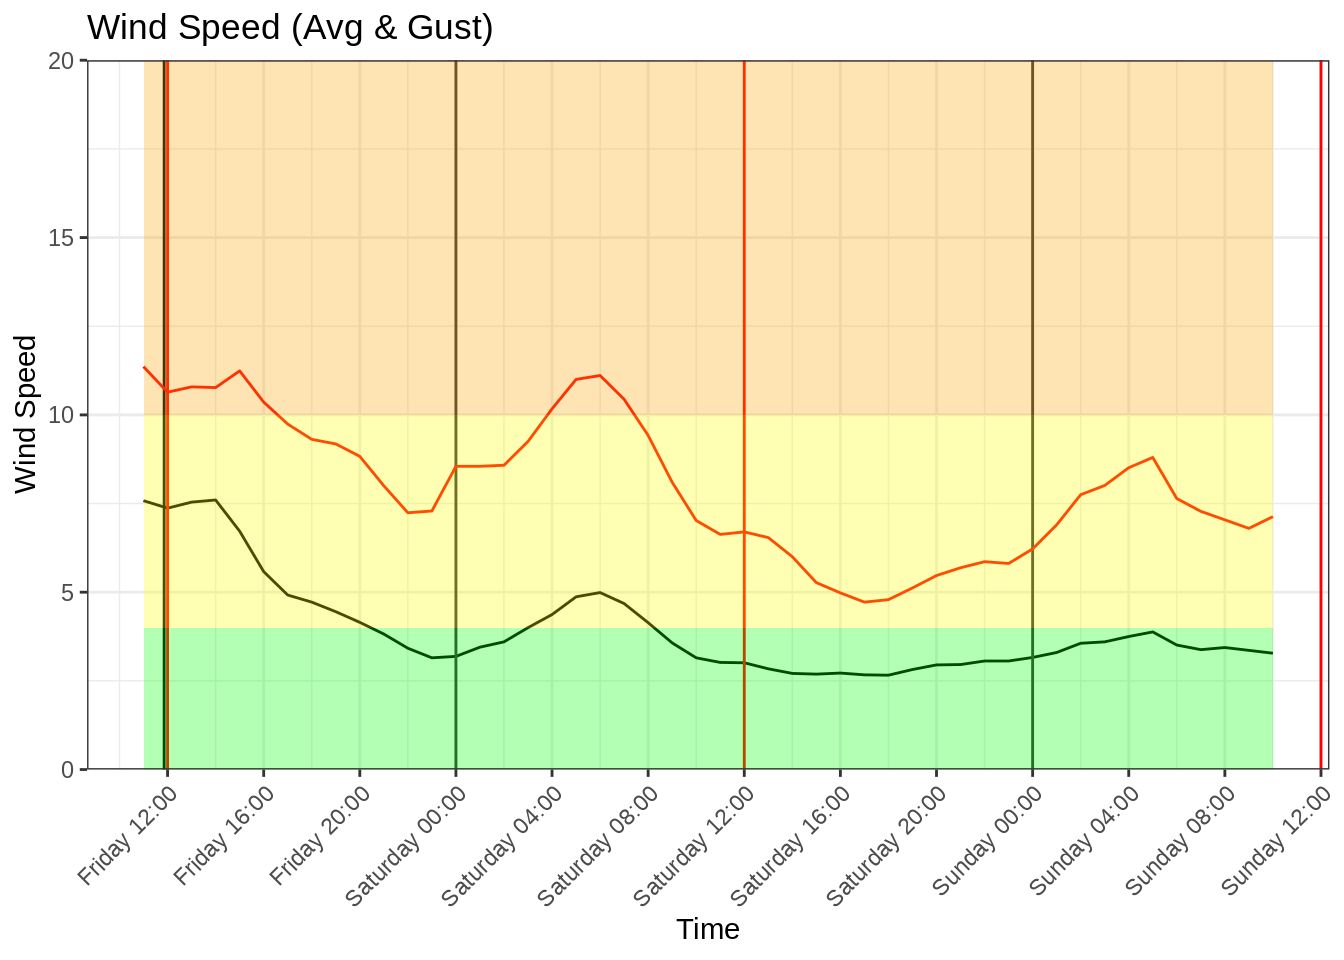 Wind Speed (Avg & Gust)
20
15
10
5
0
Wind Speed
Friday 12:00
Friday 16:00
Friday 20:00
Saturday 00:00
Saturday 04:00
Saturday 08:00
Saturday 12:00
Saturday 16:00
Saturday 20:00
Sunday 00:00
Sunday 04:00
Sunday 08:00
Sunday 12:00
Time